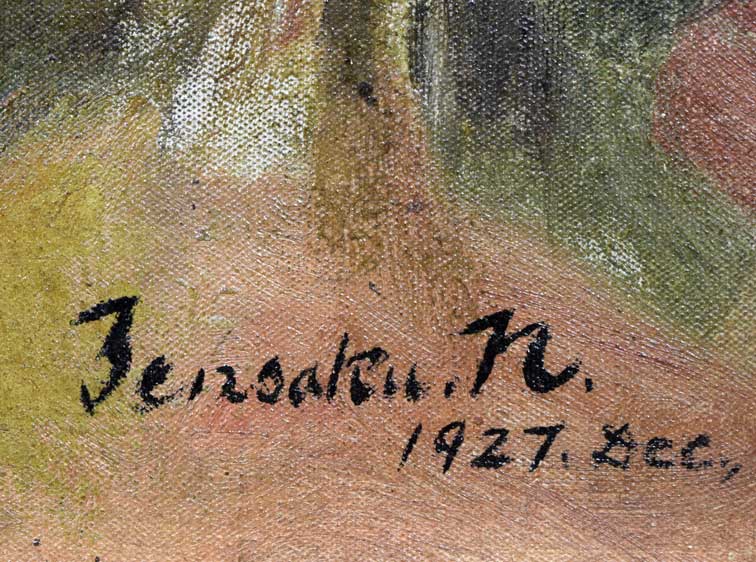 Jensaku. N.
1927. Dec.,